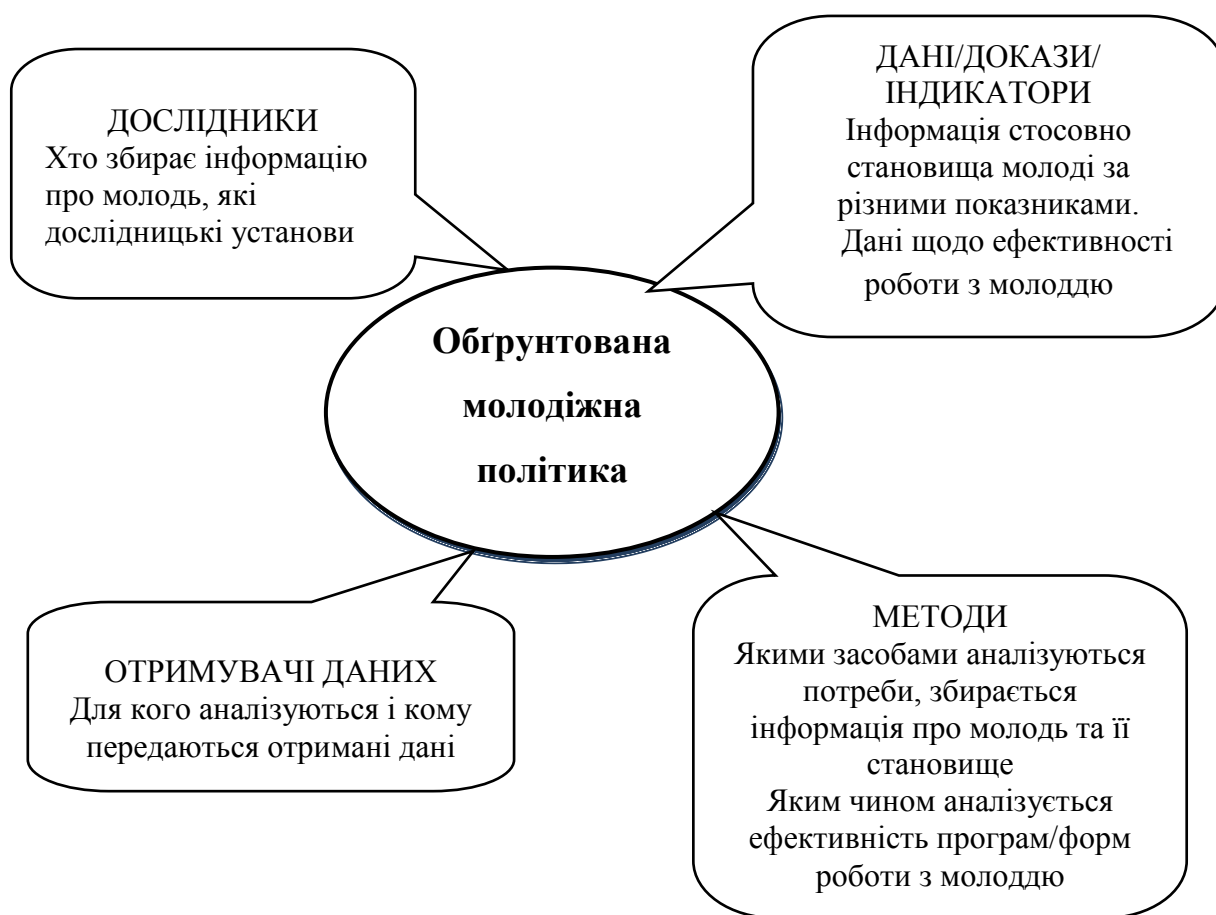 ДОСЛІДНИКИ
Хто збирає інформацію
про молодь, які
дослідницькі установи
ДАНІ/ДОКАЗИ/
ІНДИКАТОРИ
Інформація стосовно
становища молоді за
різними показниками.
Дані щодо ефективності
роботи з молоддю
Обґрунтована
молодіжна
політика
ОТРИМУВАЧІ ДАНИХ
Для кого аналізуються і кому
передаються отримані дані
МЕТОДИ
Якими засобами аналізуються
потреби, збирається
інформація про молодь та її
становище
Яким чином аналізується
ефективність програм/форм
роботи з молоддю